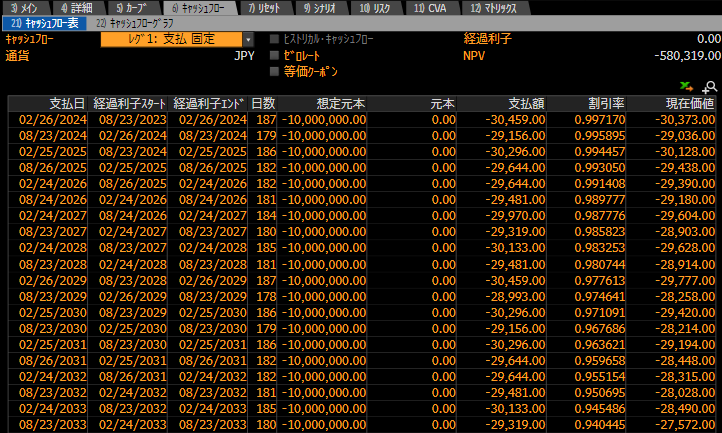 3) メイン 4) 詳細 5) カーブ 6) キャッシュフロー 7) リセット 9) シナリオ 10) リスク 11) CVA 12) マトリックス
21) キャッシュフロー表 22) キャッシュフローグラフ
キャッシュフロー レグ1: 支払 固定 ヒストリカル・キャッシュフロー 経過利子 0.00
通貨 JPY ゼロレート NPV -580,319.00
等価クーポン
支払日 経過利子スタート 経過利子エンド 日数 想定元本 元本 支払額 割引率 現在価値
02/26/2024 08/23/2023 02/26/2024 187 -10,000,000.00 0.00 -30,459.00 0.997170 -30,373.00
08/23/2024 02/26/2024 08/23/2024 179 -10,000,000.00 0.00 -29,156.00 0.995895 -29,036.00
02/25/2025 08/23/2024 02/25/2025 186 -10,000,000.00 0.00 -30,296.00 0.994457 -30,128.00
08/26/2025 02/25/2025 08/26/2025 182 -10,000,000.00 0.00 -29,644.00 0.993050 -29,438.00
02/24/2026 08/26/2025 02/24/2026 182 -10,000,000.00 0.00 -29,644.00 0.991408 -29,390.00
08/24/2026 02/24/2026 08/24/2026 181 -10,000,000.00 0.00 -29,481.00 0.989777 -29,180.00
02/24/2027 08/24/2026 02/24/2027 184 -10,000,000.00 0.00 -29,970.00 0.987776 -29,604.00
08/23/2027 02/24/2027 08/23/2027 180 -10,000,000.00 0.00 -29,319.00 0.985823 -28,903.00
02/24/2028 08/23/2027 02/24/2028 185 -10,000,000.00 0.00 -30,133.00 0.983253 -29,628.00
08/23/2028 02/24/2028 08/23/2028 181 -10,000,000.00 0.00 -29,481.00 0.980744 -28,914.00
02/26/2029 08/23/2028 02/26/2029 187 -10,000,000.00 0.00 -30,459.00 0.977613 -29,777.00
08/23/2029 02/26/2029 08/23/2029 178 -10,000,000.00 0.00 -28,993.00 0.974641 -28,258.00
02/25/2030 08/23/2029 02/25/2030 186 -10,000,000.00 0.00 -30,296.00 0.971091 -29,420.00
08/23/2030 02/25/2030 08/23/2030 179 -10,000,000.00 0.00 -29,156.00 0.967686 -28,214.00
02/25/2031 08/23/2030 02/25/2031 186 -10,000,000.00 0.00 -30,296.00 0.963621 -29,194.00
08/26/2031 02/25/2031 08/26/2031 182 -10,000,000.00 0.00 -29,644.00 0.959658 -28,448.00
02/24/2032 08/26/2031 02/24/2032 182 -10,000,000.00 0.00 -29,644.00 0.955154 -28,315.00
08/23/2032 02/24/2032 08/23/2032 181 -10,000,000.00 0.00 -29,481.00 0.950695 -28,028.00
02/24/2033 08/23/2032 02/24/2033 185 -10,000,000.00 0.00 -30,133.00 0.945486 -28,490.00
08/23/2033 02/24/2033 08/23/2033 180 -10,000,000.00 0.00 -29,319.00 0.940445 -27,572.00